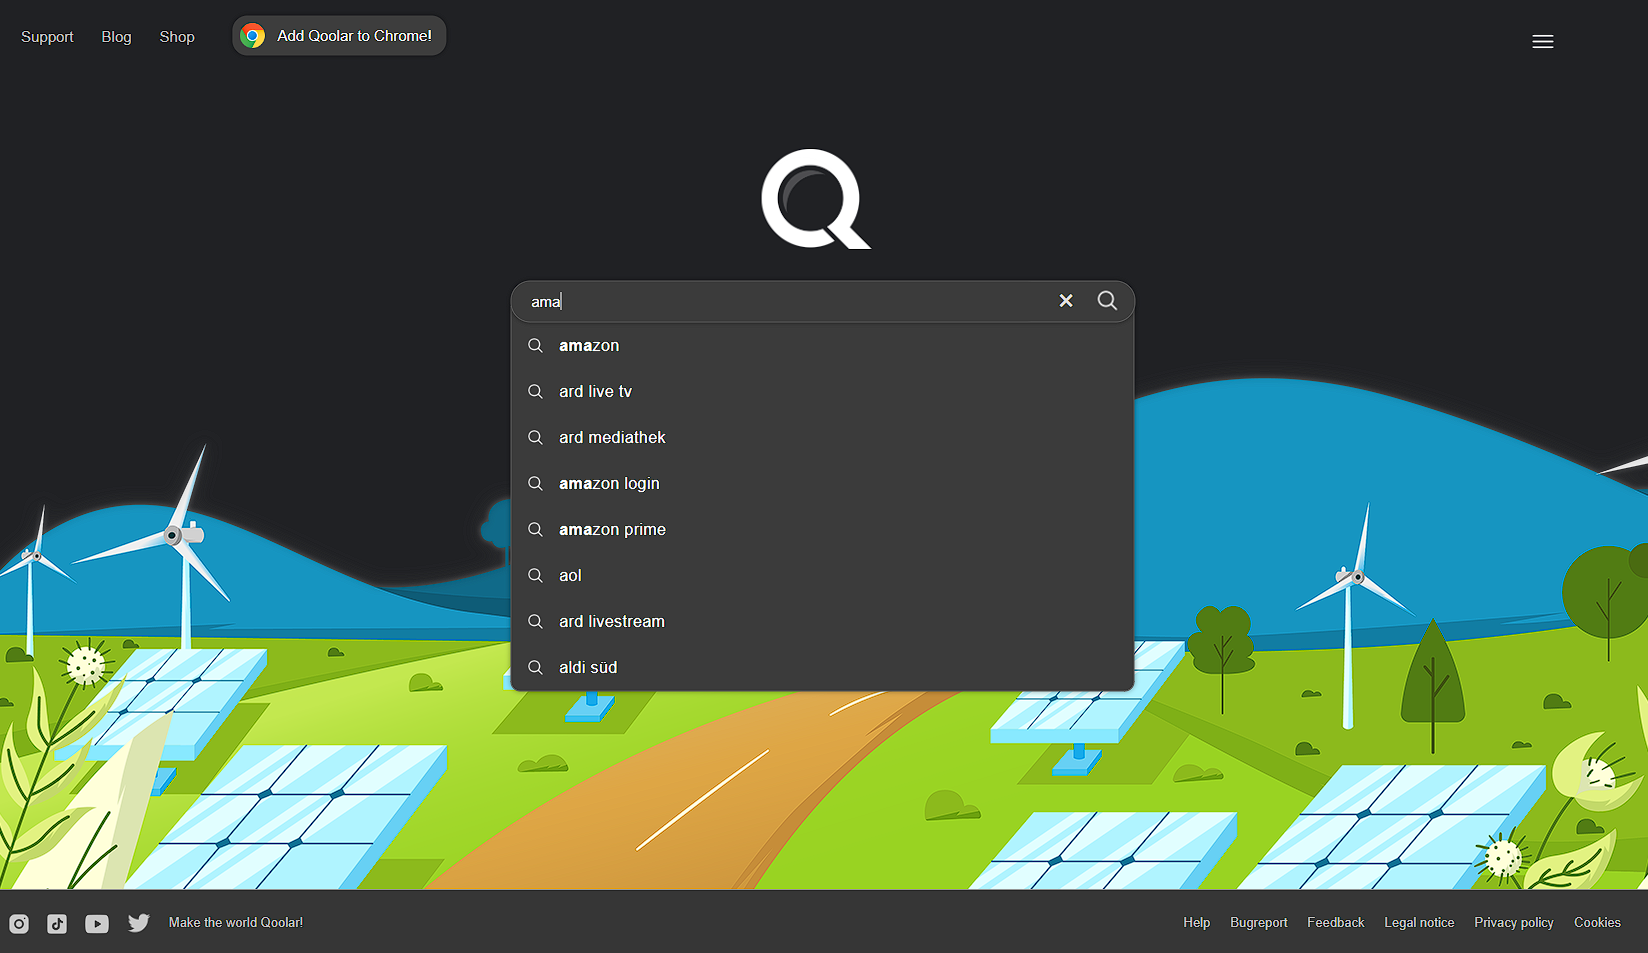 Support Blog Shop Add Qoolar to Chrome!
ama
amazon
ard live tv
ard mediathek
amazon login
amazon prime
aol
ard livestream
aldi süd
Make the world Qoolar! Help Bugreport Feedback Legal notice Privacy policy Cookies